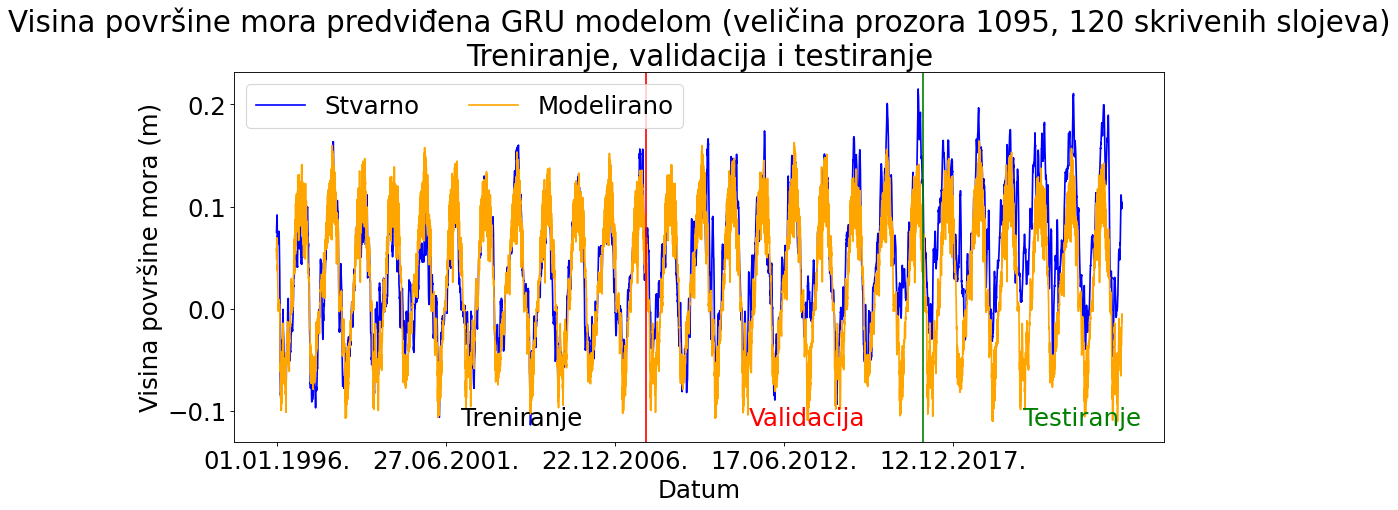 Visina površine mora predviđena GRU modelom (veličina prozora 1095, 120 skrivenih slojeva)
Treniranje, validacija i testiranje
Stvarno
Modelirano
Visina površine mora (m)
0.2
0.1
0.0
−0.1
Treniranje
Validacija
Testiranje
01.01.1996.
27.06.2001.
22.12.2006.
17.06.2012.
12.12.2017.
Datum